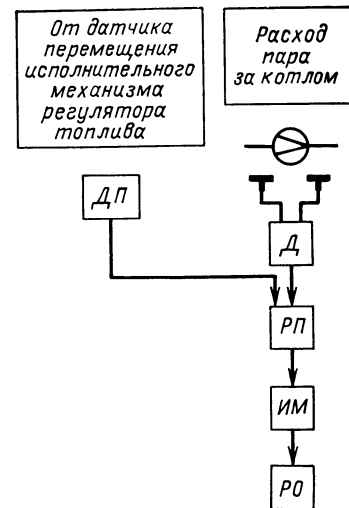 От датчика
перемещения
исполнительного
механизма
регулятора
топлива
Расход
пара
за котлом
ДП
Д
РП
ИМ
РО